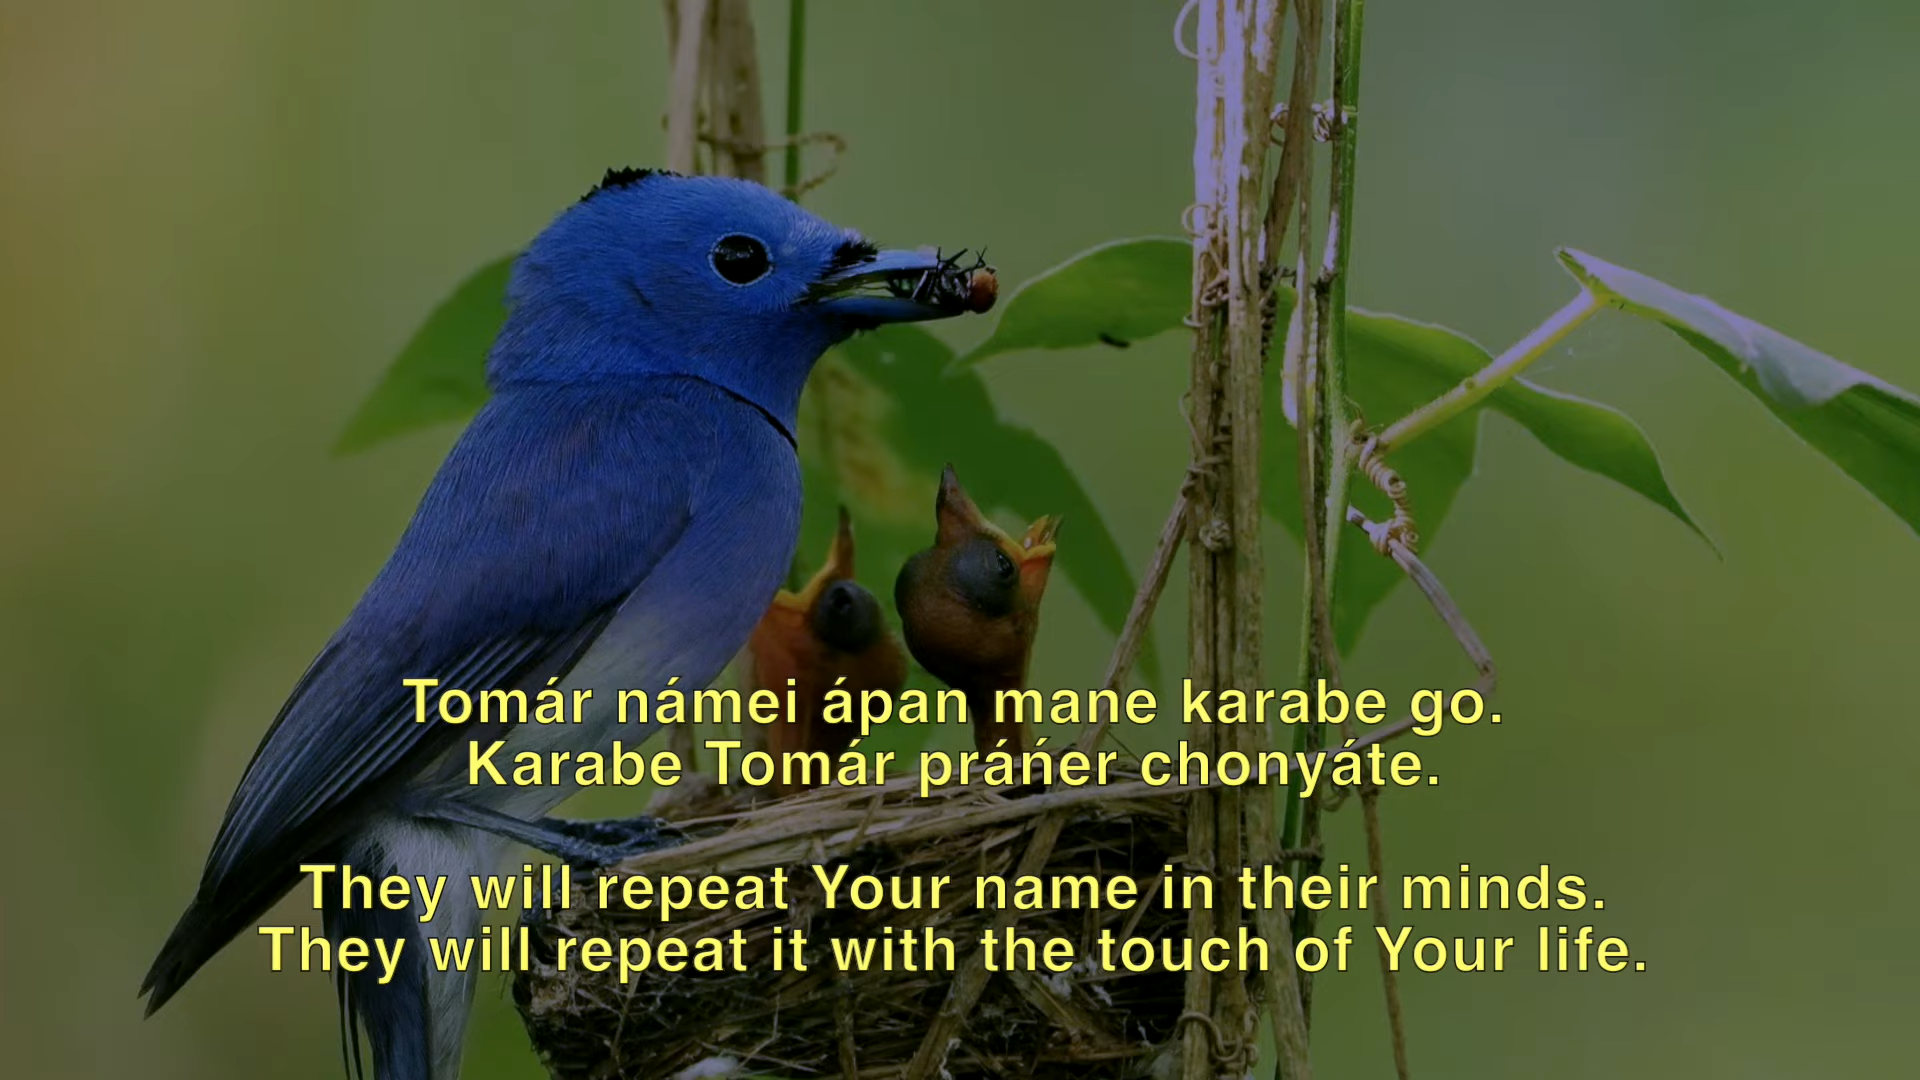 Tomár námei ápan mane karabe go.
Karabe Tomár práńer chonyáte.
They will repeat Your name in their minds.
They will repeat it with the touch of Your life.